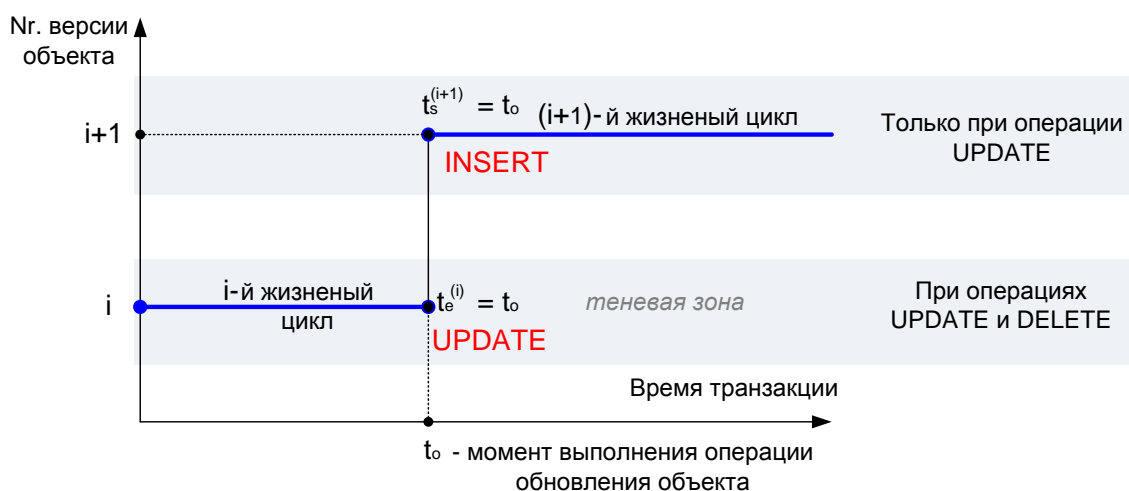 Nr. версии
объекта
t_s^(i+1) = t_o
(i+1)- й жизненый цикл
Только при операции
UPDATE
i+1
INSERT
i-й жизненый
цикл
t_e^(i) = t_o
теневая зона
При операциях
UPDATE и DELETE
i
UPDATE
Время транзакции
t_o - момент выполнения операции
обновления объекта